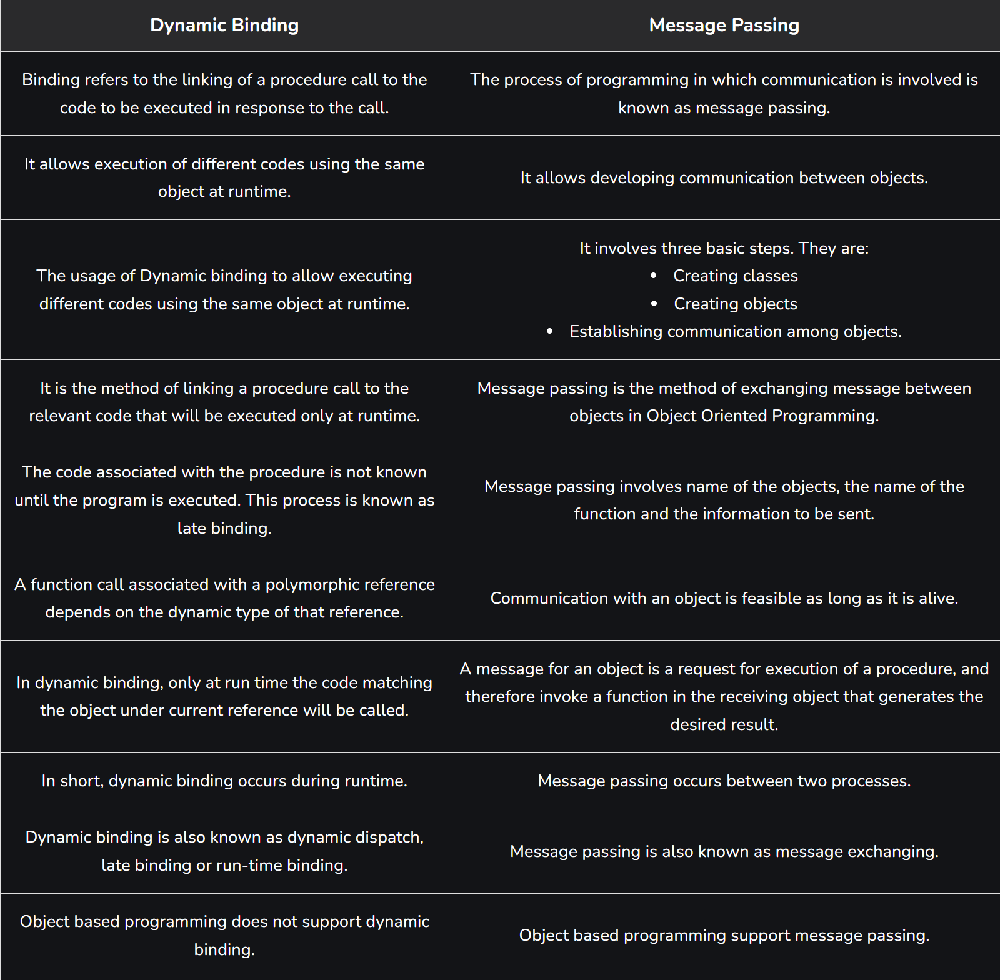 Dynamic Binding
Message Passing
Binding refers to the linking of a procedure call to the
code to be executed in response to the call.
The process of programming in which communication is involved is
known as message passing.
It allows execution of different codes using the same
object at runtime.
It allows developing communication between objects.
The usage of Dynamic binding to allow executing
different codes using the same object at runtime.
It involves three basic steps. They are:
• Creating classes
• Creating objects
• Establishing communication among objects.
It is the method of linking a procedure call to the
relevant code that will be executed only at runtime.
Message passing is the method of exchanging message between
objects in Object Oriented Programming.
The code associated with the procedure is not known
until the program is executed. This process is known as
late binding.
Message passing involves name of the objects, the name of the
function and the information to be sent.
A function call associated with a polymorphic reference
depends on the dynamic type of that reference.
Communication with an object is feasible as long as it is alive.
In dynamic binding, only at run time the code matching
the object under current reference will be called.
A message for an object is a request for execution of a procedure, and
therefore invoke a function in the receiving object that generates the
desired result.
In short, dynamic binding occurs during runtime.
Message passing occurs between two processes.
Dynamic binding is also known as dynamic dispatch,
late binding or run-time binding.
Message passing is also known as message exchanging.
Object based programming does not support dynamic
binding.
Object based programming support message passing.